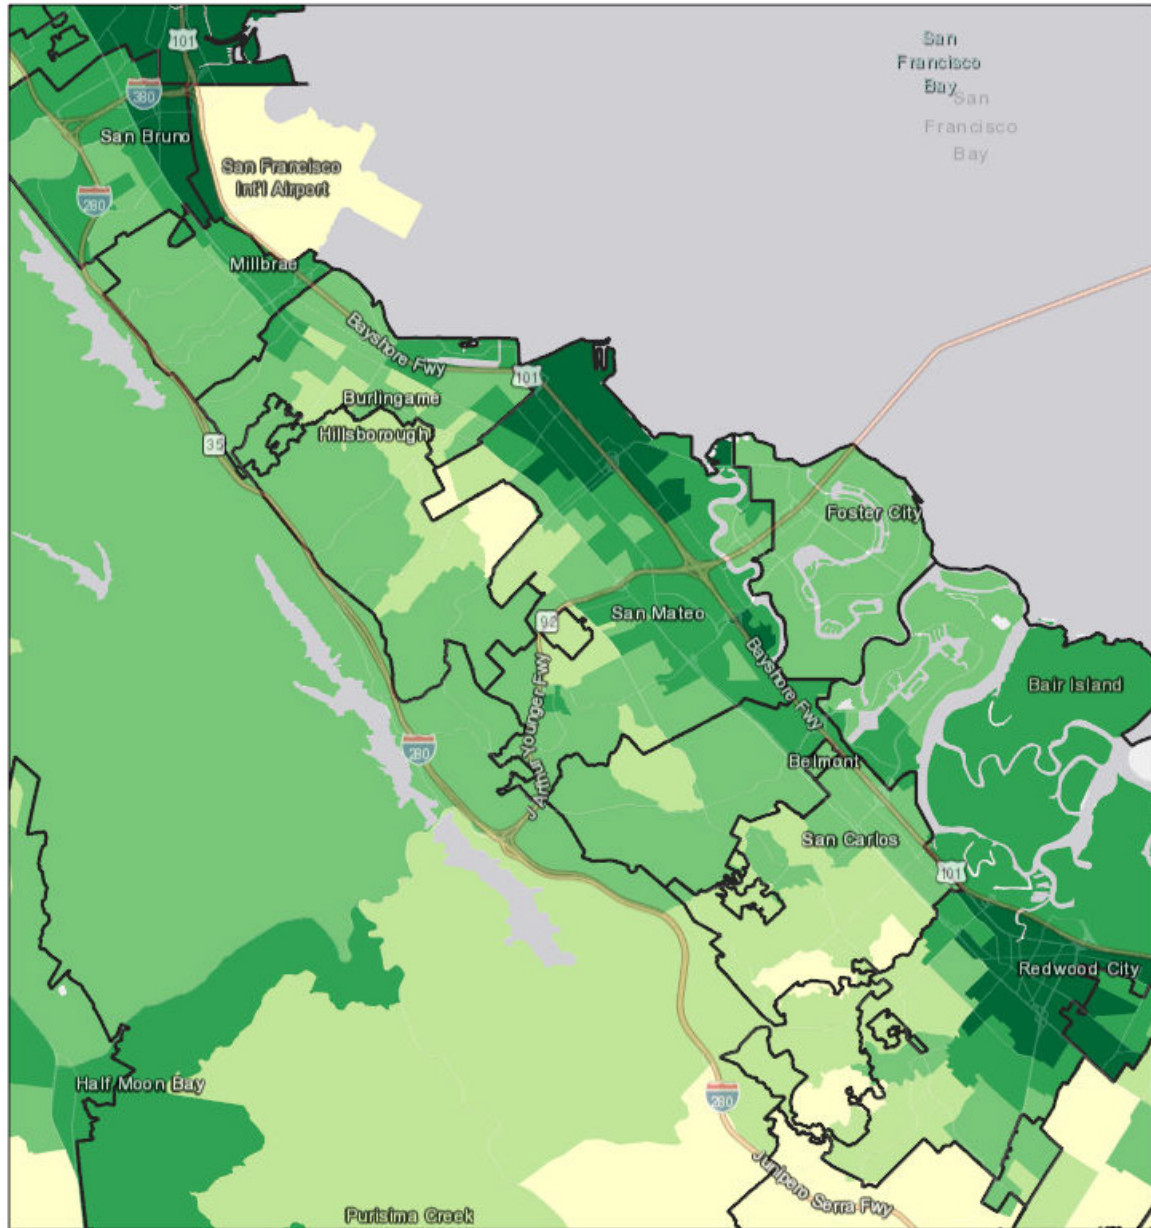 101
San
Francisco
Bay
San
Francisco
Bay
380
San Bruno
San Francisco
Int'l Airport
280
Millbrae
Bayshore Fwy
101
Burlingame
Hillsborough
35
Foster City
92
San Mateo
Bayshore Fwy
J Arthur Younger Fwy
Bair Island
280
Belmont
San Carlos
101
Redwood City
Half Moon Bay
280
Junipero Serra Fwy
Purisima Creek